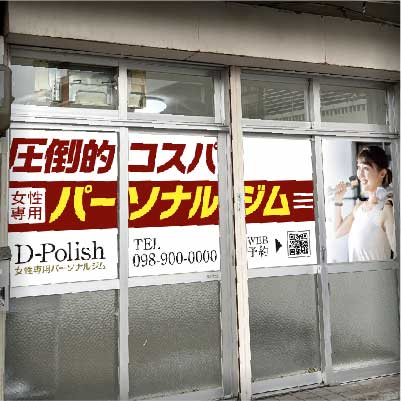 圧倒的コスパ
女性専用 パーソナルジム
D-Polish
女性専用パーソナルジム
TEL
098-900-0000
WEB
予約